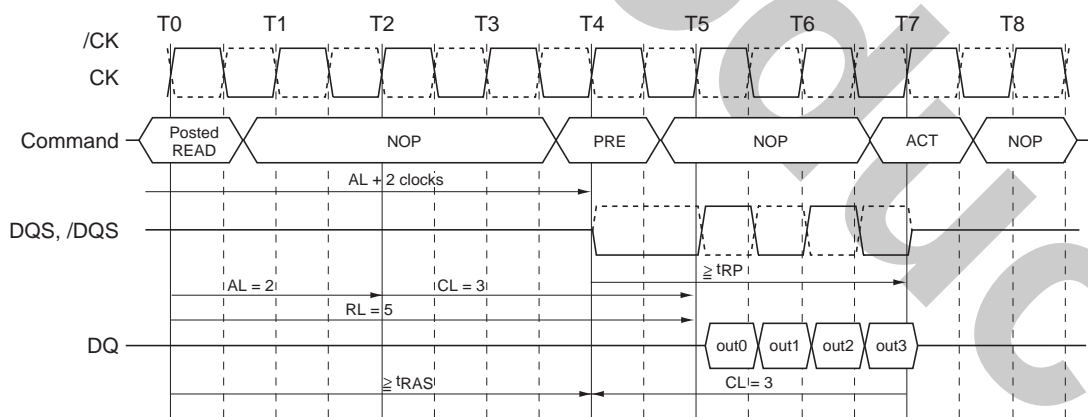 T0 T1 T2 T3 T4 T5 T6 T7 T8
/CK
CK
Command
Posted
READ
NOP
PRE
NOP
ACT
NOP
AL + 2 clocks
DQS, /DQS
≧ tRP
AL = 2
CL = 3
RL = 5
DQ
out0 out1 out2 out3
≧ tRAS
CL = 3